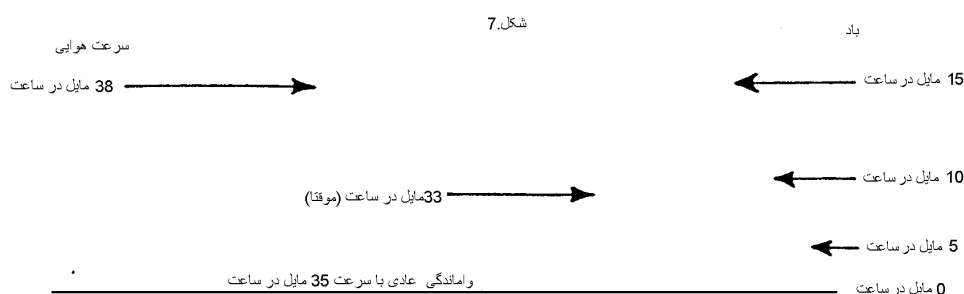 شکل.7
باد
سرعت هوایی
15 مایل در ساعت
38 مایل در ساعت
10 مایل در ساعت
33مایل در ساعت (موقتا)
5 مایل در ساعت
واماندگی عادی با سرعت 35 مایل در ساعت
0 مایل در ساعت